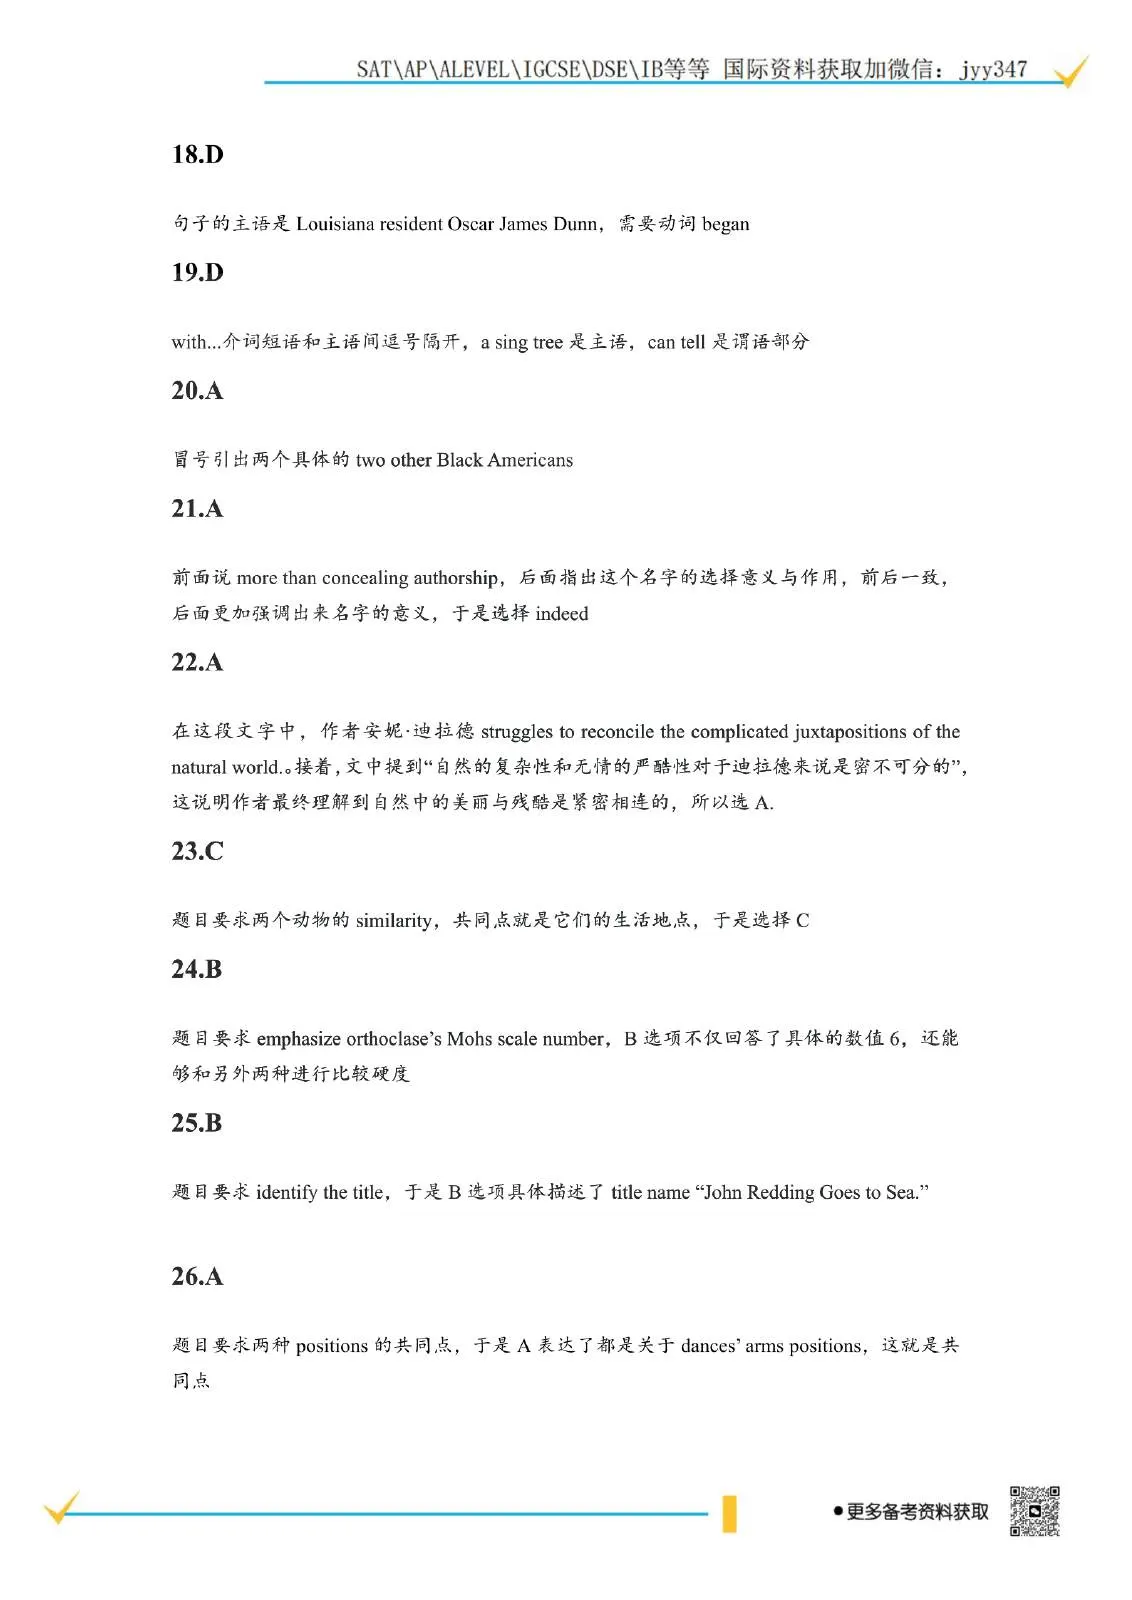 SAT\AP\ALEVEL\IGCSE\DSE\IB等等 国际资料获取加微信：jyy347
18.D
句子的主语是 Louisiana resident Oscar James Dunn，需要动词 began
19.D
with...介词短语和主语间逗号隔开，a sing tree 是主语，can tell 是谓语部分
20.A
冒号引出两个具体的 two other Black Americans
21.A
前面说 more than concealing authorship，后面指出这个名字的选择意义与作用，前后一致，
后面更加强调出来名字的意义，于是选择 indeed
22.A
在这段文字中，作者安妮·迪拉德 struggles to reconcile the complicated juxtapositions of the
natural world.。接着，文中提到“自然的复杂性和无情的严酷性对于迪拉德来说是密不可分的”，
这说明作者最终理解到自然中的美丽与残酷是紧密相连的，所以选 A.
23.C
题目要求两个动物的 similarity，共同点就是它们的生活地点，于是选择 C
24.B
题目要求 emphasize orthoclase’s Mohs scale number，B 选项不仅回答了具体的数值 6，还能
够和另外两种进行比较硬度
25.B
题目要求 identify the title，于是 B 选项具体描述了 title name “John Redding Goes to Sea.”
26.A
题目要求两种 positions 的共同点，于是 A 表达了都是关于 dances’ arms positions，这就是共
同点
●更多备考资料获取